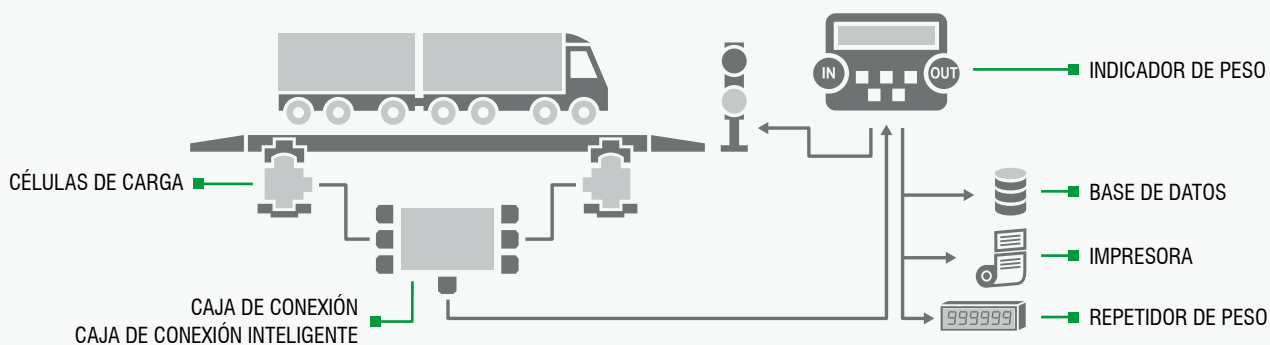 IN
OUT
INDICADOR DE PESO
CÉLULAS DE CARGA
BASE DE DATOS
IMPRESORA
CAJA DE CONEXIÓN
CAJA DE CONEXIÓN INTELIGENTE
999999
REPETIDOR DE PESO